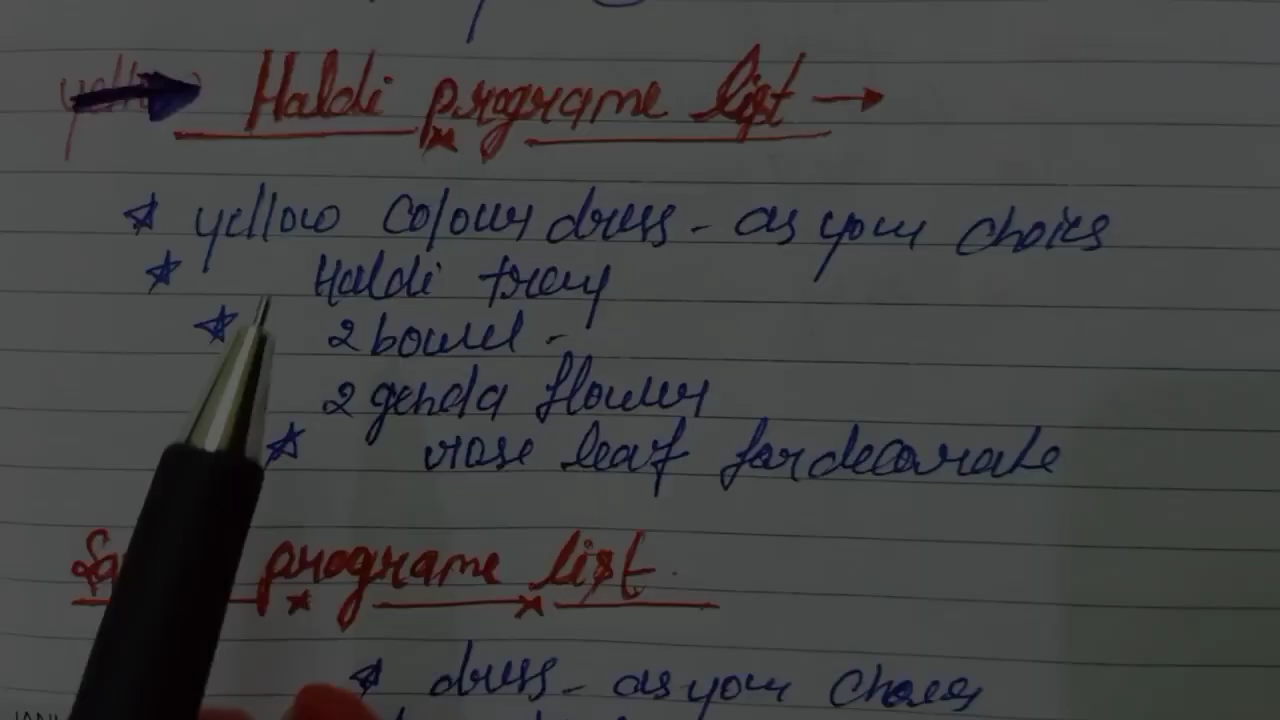 Haldi programe list →
yellow Colour dress - as your choice
Haldi tray
2 bowel -
2 genda flower
rose leaf for decorate
programe list
dress - as your choice